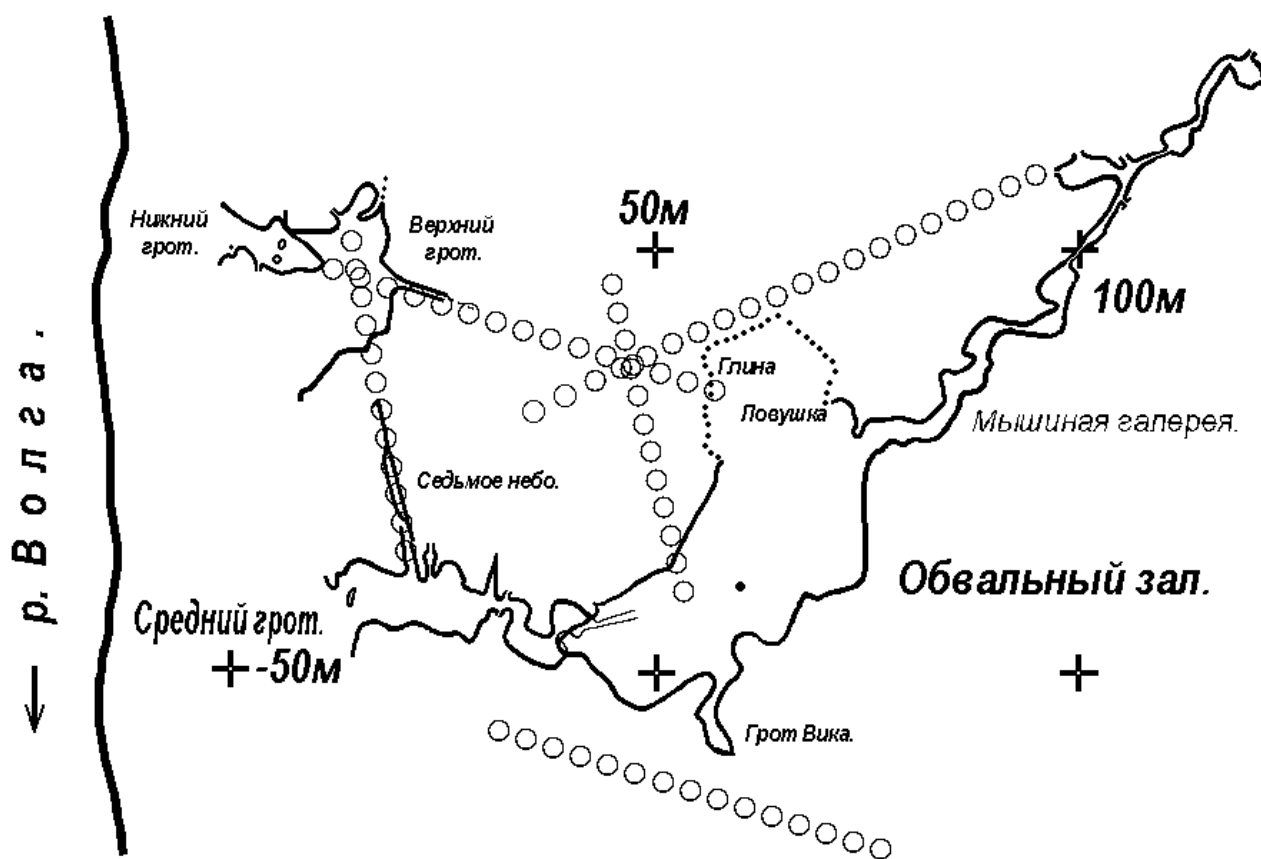 50м
Нижний
грот.
Верхний
грот.
100м
Глина
Ловушка
Мышиная галерея.
Седьмое небо.
Обвальный зал.
Средний грот.
-50м
Грот Вика.
р. Волга.